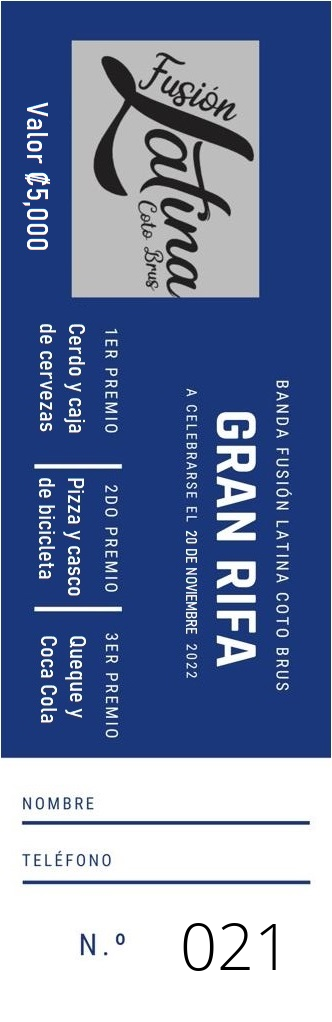 Fusión
Latina
Coto Brus
Valor ₡5,000
BANDA FUSIÓN LATINA COTO BRUS
GRAN RIFA
A CELEBRARSE EL 20 DE NOVIEMBRE 2022
1ER PREMIO
Cerdo y caja
de cervezas
2DO PREMIO
Pizza y casco
de bicicleta
3ER PREMIO
Queque y
Coca Cola
NOMBRE
TELÉFONO
N.º 021